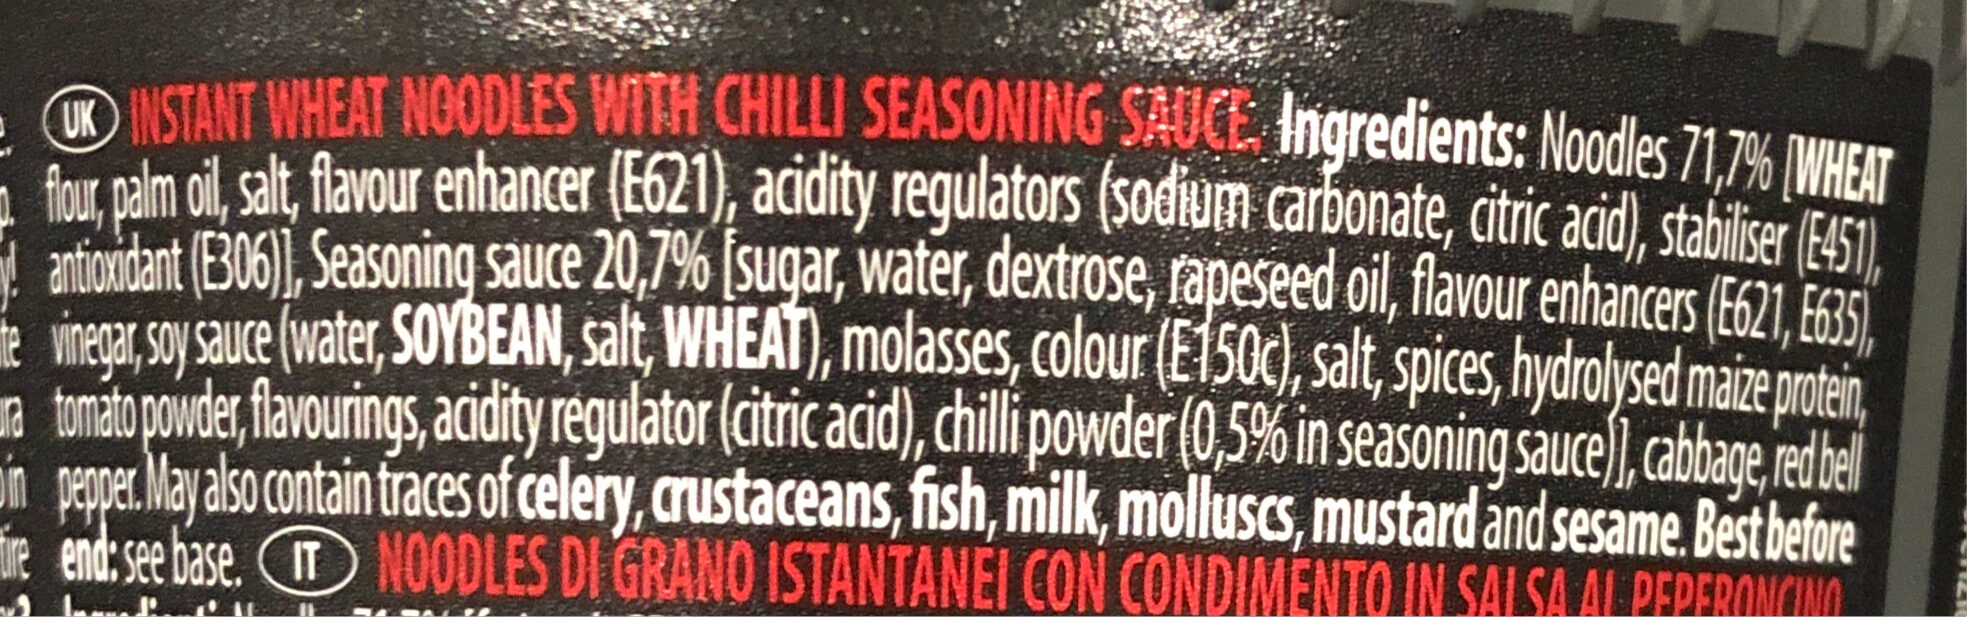 UK INSTANT WHEAT NOODLES WITH CHILLI SEASONING SAUCE. Ingredients: Noodles 71,7% [WHEAT
flour, palm oil, salt, flavour enhancer (E621), acidity regulators (sodium carbonate, citric acid), stabiliser (E451),
antioxidant (E306)], Seasoning sauce 20,7% [sugar, water, dextrose, rapeseed oil, flavour enhancers (E621, E635),
vinegar, soy sauce (water, SOYBEAN, salt, WHEAT), molasses, colour (E150c), salt, spices, hydrolysed maize protein,
tomato powder, flavourings, acidity regulator (citric acid), chilli powder (0,5% in seasoning sauce)], cabbage, red bell
pepper. May also contain traces of celery, crustaceans, fish, milk, molluscs, mustard and sesame. Best before
end: see base. IT NOODLES DI GRANO ISTANTANEI CON CONDIMENTO IN SALSA AL PEPERONCINO